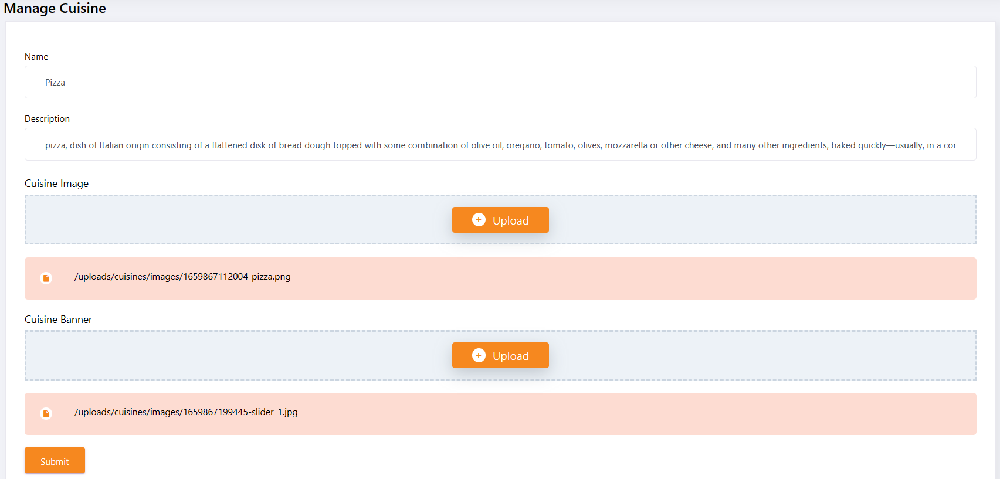 Manage Cuisine
Name
Pizza
Description
pizza, dish of Italian origin consisting of a flattened disk of bread dough topped with some combination of olive oil, oregano, tomato, olives, mozzarella or other cheese, and many other ingredients, baked quickly—usually, in a cor
Cuisine Image
Upload
/uploads/cuisines/images/1659867112004-pizza.png
Cuisine Banner
Upload
/uploads/cuisines/images/1659867199445-slider_1.jpg
Submit